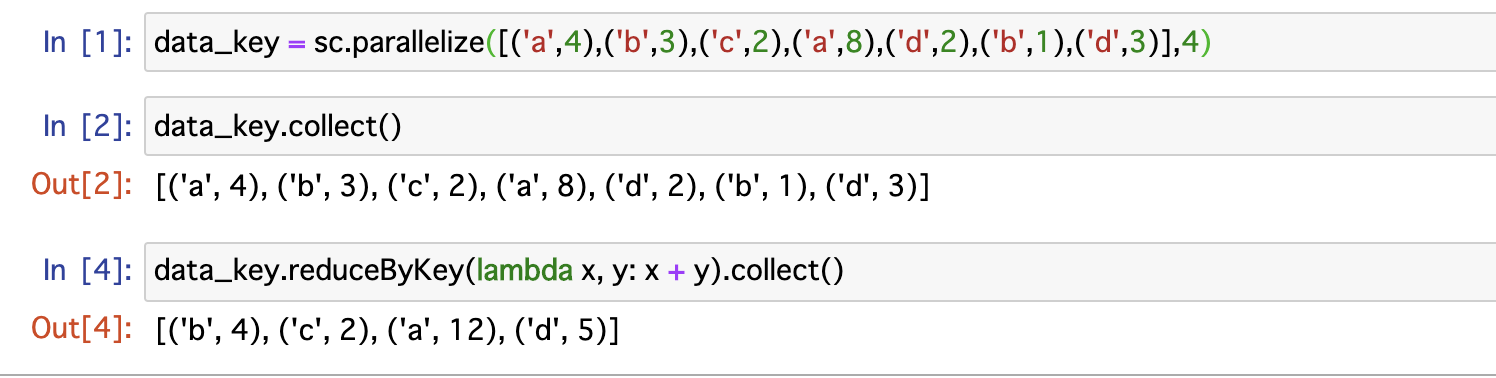 In [1]: data_key = sc.parallelize([('a',4),('b',3),('c',2),('a',8),('d',2),('b',1),('d',3)],4)
In [2]: data_key.collect()
Out[2]: [('a', 4), ('b', 3), ('c', 2), ('a', 8), ('d', 2), ('b', 1), ('d', 3)]
In [4]: data_key.reduceByKey(lambda x, y: x + y).collect()
Out[4]: [('b', 4), ('c', 2), ('a', 12), ('d', 5)]